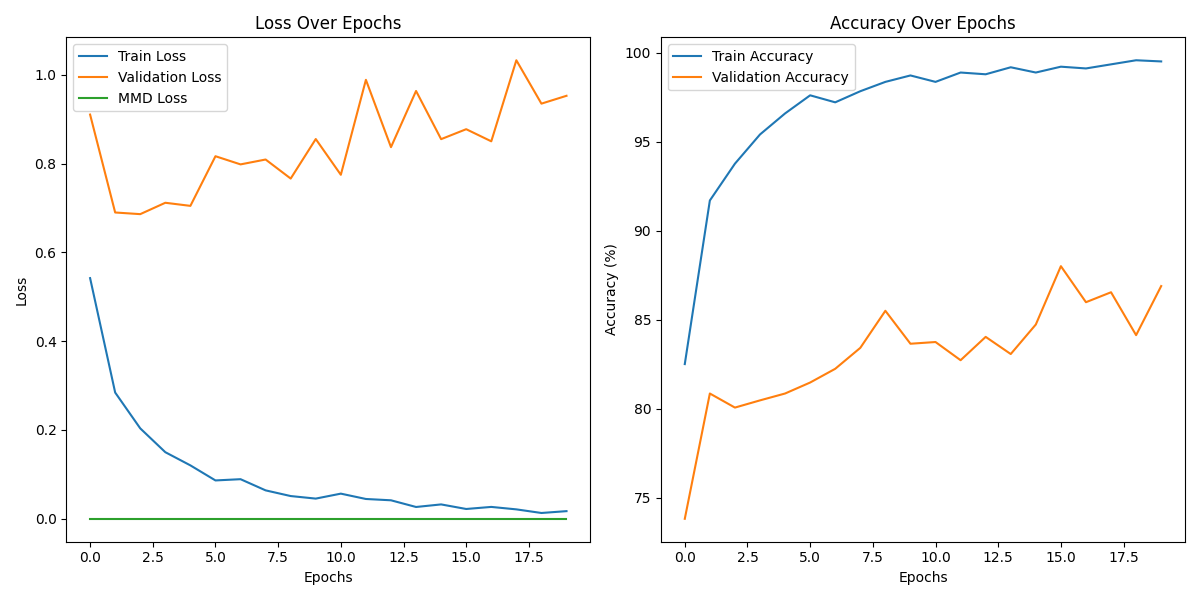 Loss Over Epochs
Train Loss
Validation Loss
MMD Loss
1.0
0.8
0.6
0.4
0.2
0.0
Loss
0.0 2.5 5.0 7.5 10.0 12.5 15.0 17.5
Epochs
Accuracy Over Epochs
Train Accuracy
Validation Accuracy
100
95
90
85
80
75
Accuracy (%)
0.0 2.5 5.0 7.5 10.0 12.5 15.0 17.5
Epochs